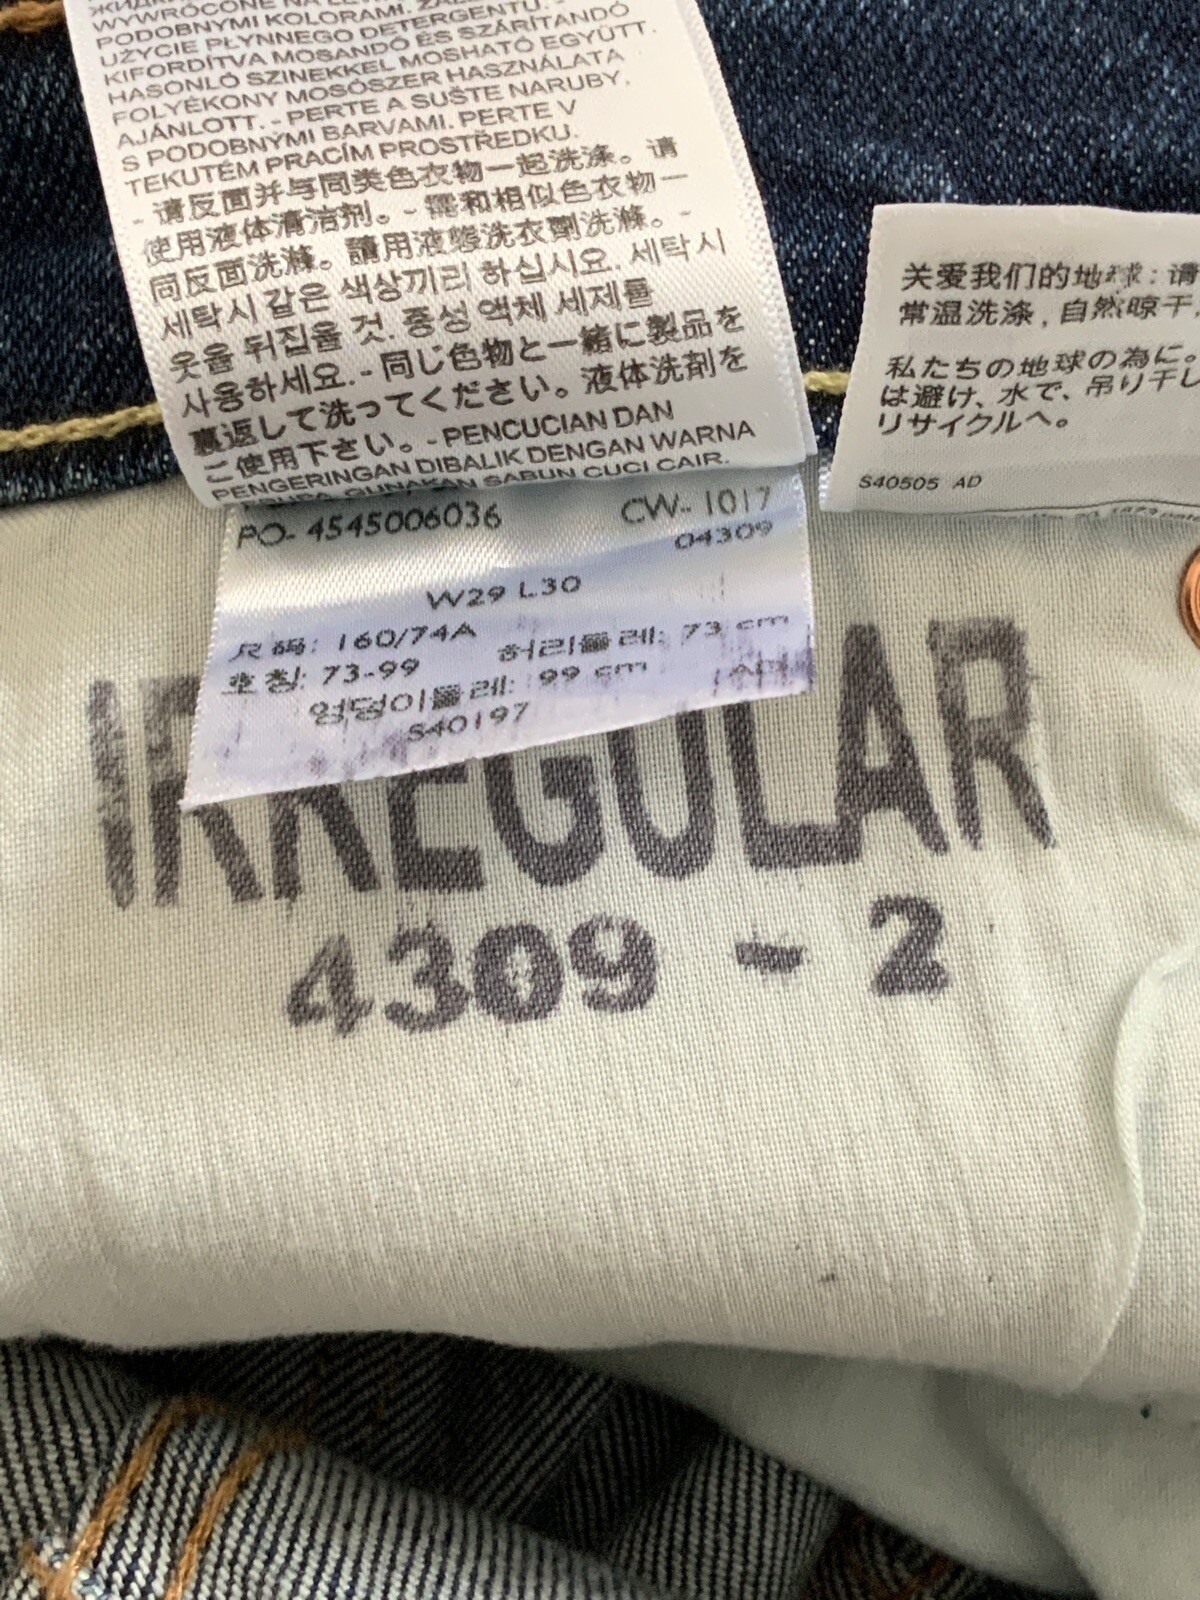 WYWRÓCONE NA
PODOBNYMI KOLORAMI.
UŻYCIE PŁYNNEGO DETERGENTU. -
KIFORDÍTVA MOSANDÓ ÉS SZÁRÍTANDÓ
HASONLÓ SZINEKKEL MOSHATÓ EGYÜTT.
FOLYÉKONY MOSÓSZER HASZNÁLATA
AJÁNLOTT. - PERTE A SUŠTE NARUBY,
S PODOBNÝMI BARVAMI. PERTE V
TEKUTÉM PRACÍM PROSTŘEDKU.
- 请反面并与同类色衣物一起洗涤。请
使用液体清洁剂。- 需和相似色衣物一
同反面洗滌。請用液態洗衣劑洗滌。-
세탁시 같은 색상끼리 하십시요. 세탁시
옷을 뒤집을 것. 중성 액체 세제를
사용하세요. - 同じ色物と一緒に製品を
裏返して洗ってください。液体洗剤を
ご使用下さい。- PENCUCIAN DAN
PENGERINGAN DIBALIK DENGAN WARNA
GUNAKAN SABUN CUCI CAIR.
PO- 4545006036 CW- 1017
04309
W29 L30
尺码: 160/74A 허리둘레: 73 cm
호칭: 73-99 엉덩이둘레: 99 cm
S40197 AD
关爱我们的地球: 请
常温洗涤, 自然晾干,
私たちの地球の為に。
は避け、水で、吊り干し
リサイクルへ。
S40505 AD
IRREGULAR
4309 - 2